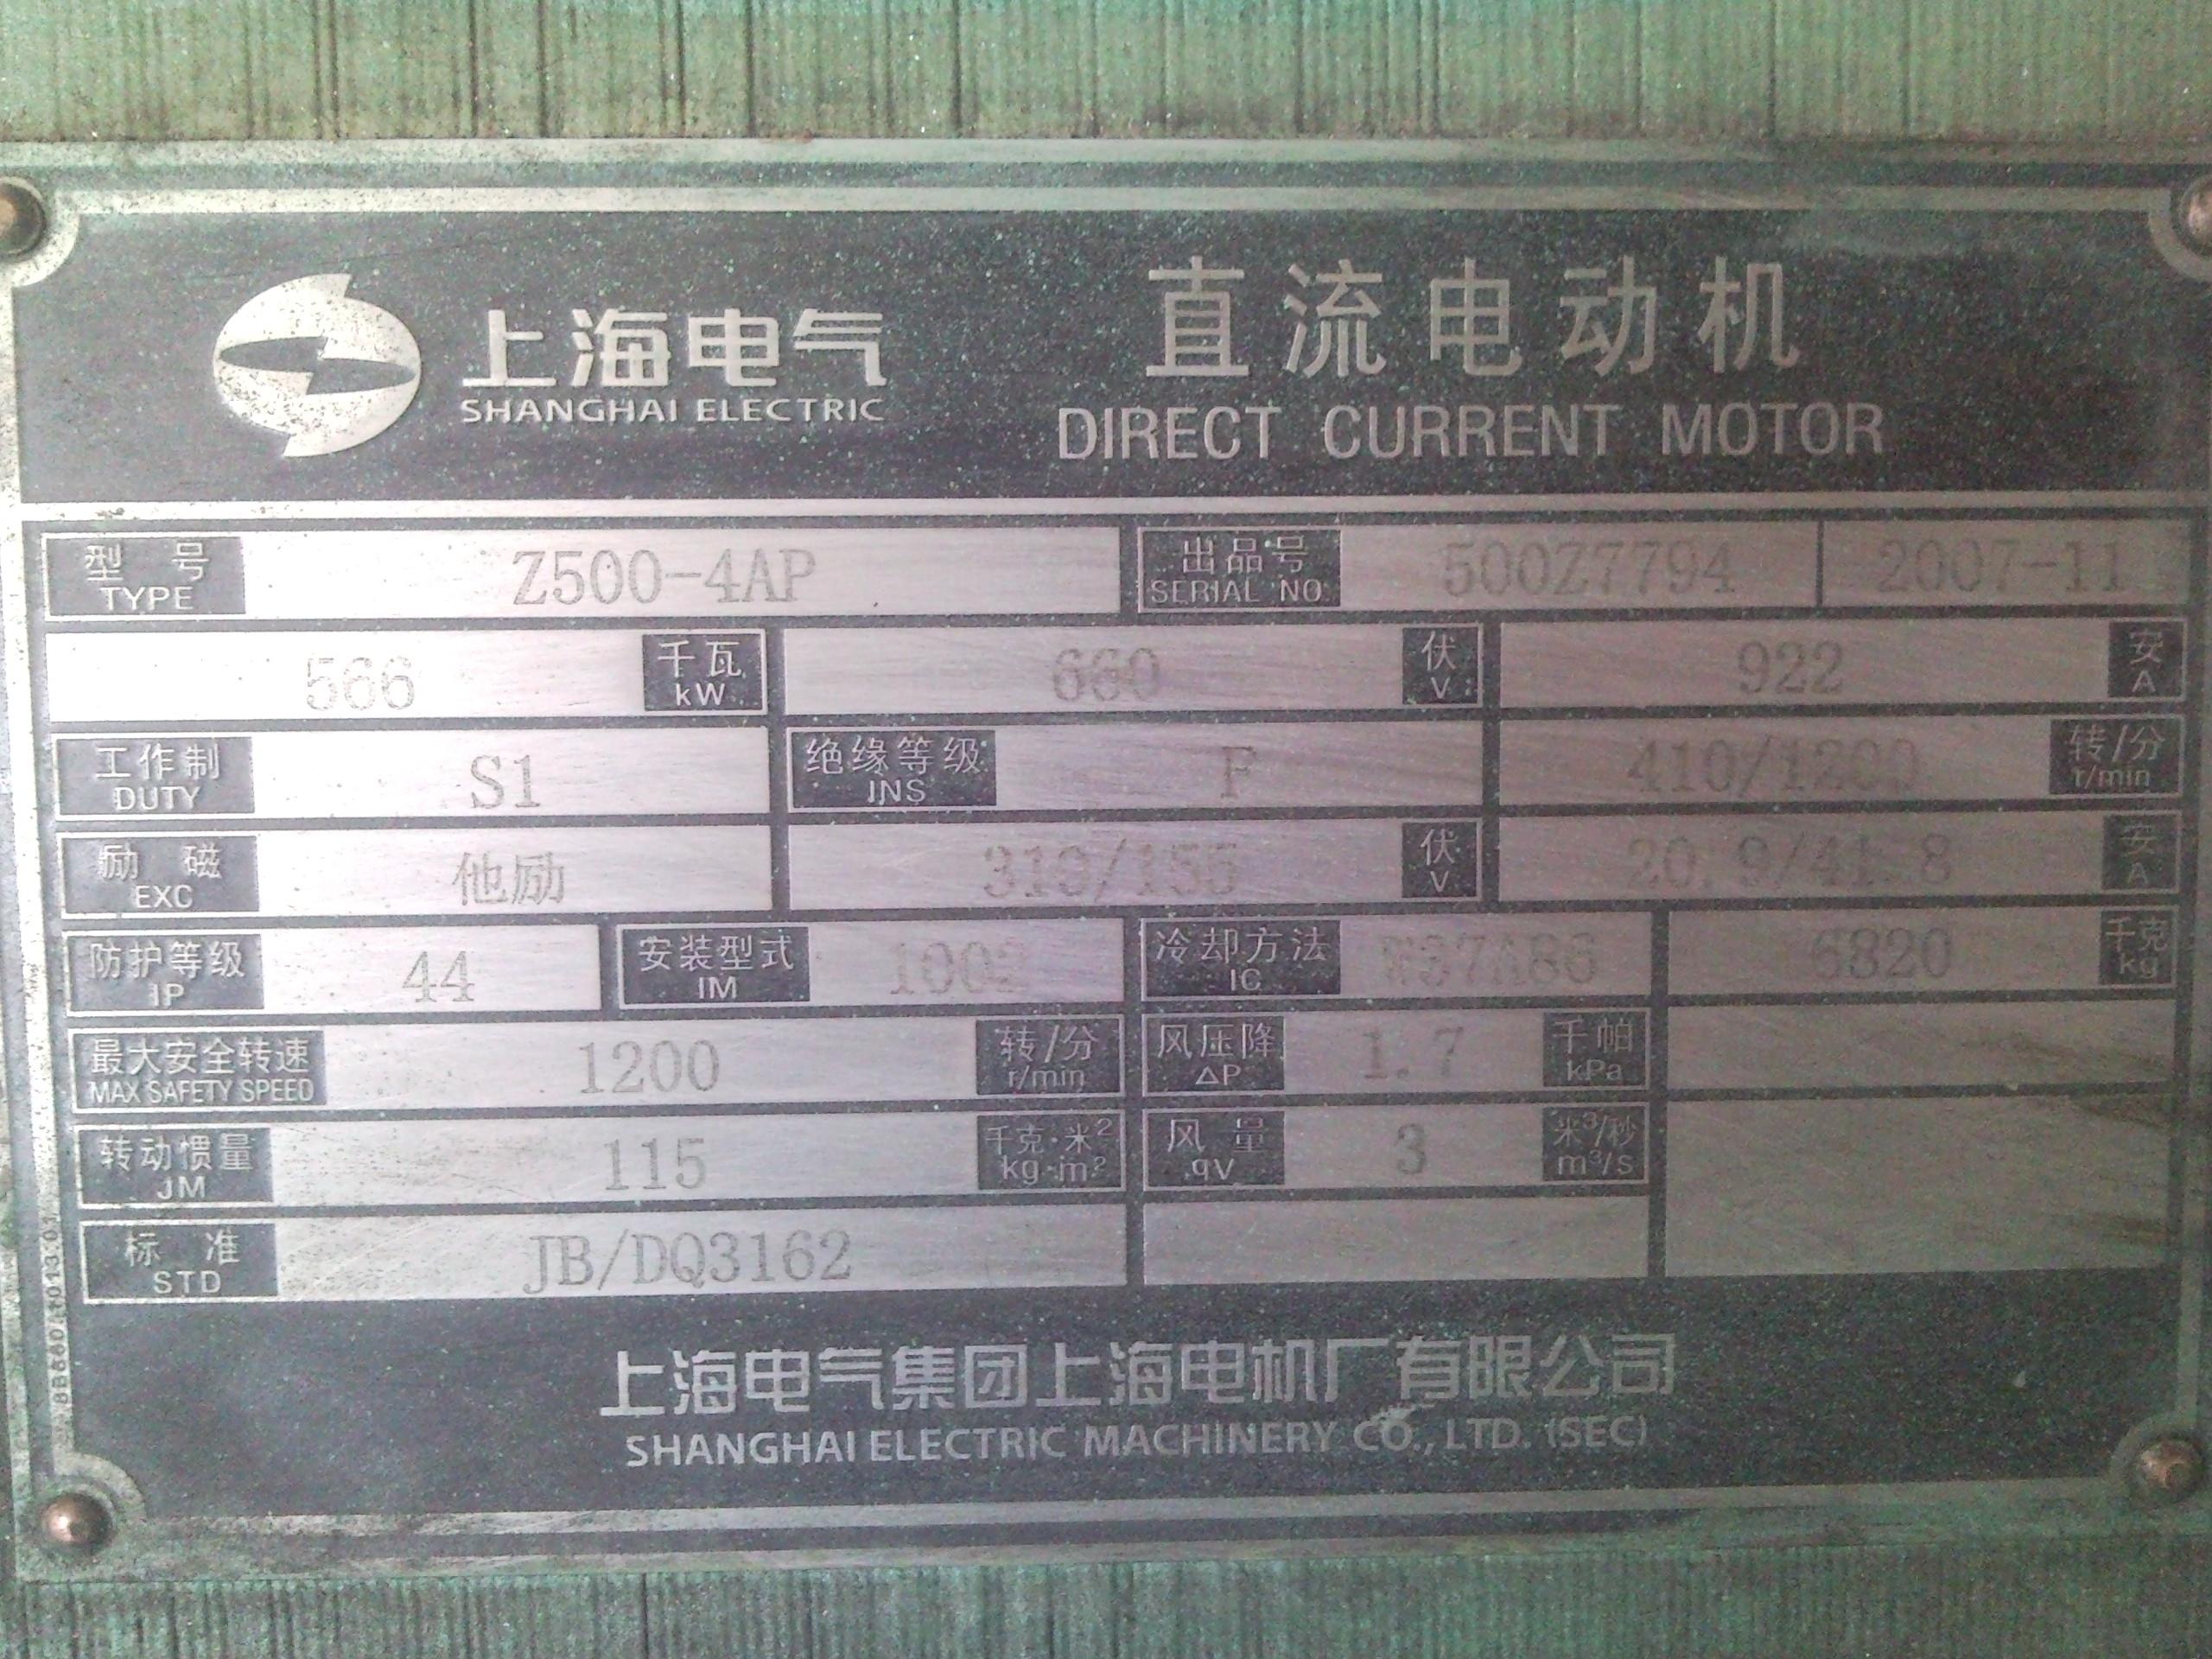 上海电气
SHANGHAI ELECTRIC
直流电动机
DIRECT CURRENT MOTOR
型号 TYPE Z500-4AP 出品号 SERIAL NO 500Z7794 2007-11
566 千瓦 kW 660 伏 V 922 安 A
工作制 DUTY S1 绝缘等级 INS F 410/1200 转/分 r/min
励磁 EXC 他励 伏 V 20.9/41.8 安 A
防护等级 IP 44 安装型式 IM 冷却方法 IC 6820 千克 kg
最大安全转速 MAX SAFETY SPEED 1200 转/分 r/min 风压降 ΔP 1.7 千帕 kPa
转动惯量 JM 115 千克·米² kg·m² 风量 qV 3 米³/秒 m³/s
标准 STD JB/DQ3162
上海电气集团上海电机厂有限公司
SHANGHAI ELECTRIC MACHINERY CO., LTD. (SEC)